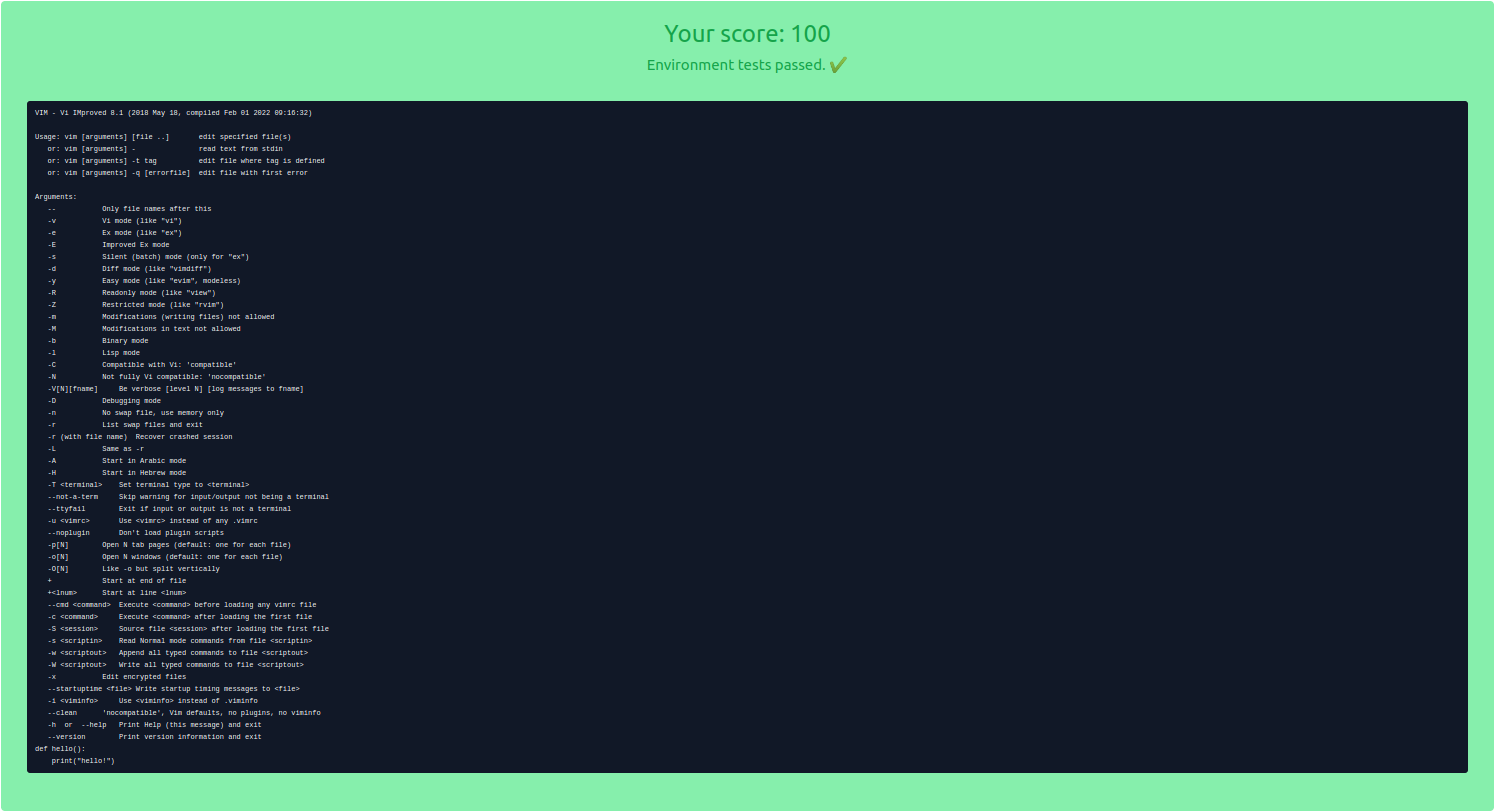 Your score: 100
Environment tests passed. ✔
VIM - Vi IMproved 8.1 (2018 May 18, compiled Feb 01 2022 09:16:32)
Usage: vim [arguments] [file ..]       edit specified file(s)
   or: vim [arguments] -               read text from stdin
   or: vim [arguments] -t tag          edit file where tag is defined
   or: vim [arguments] -q [errorfile]  edit file with first error
Arguments:
   --           Only file names after this
   -v           Vi mode (like "vi")
   -e           Ex mode (like "ex")
   -E           Improved Ex mode
   -s           Silent (batch) mode (only for "ex")
   -d           Diff mode (like "vimdiff")
   -y           Easy mode (like "evim", modeless)
   -R           Readonly mode (like "view")
   -Z           Restricted mode (like "rvim")
   -m           Modifications (writing files) not allowed
   -M           Modifications in text not allowed
   -b           Binary mode
   -l           Lisp mode
   -C           Compatible with Vi: 'compatible'
   -N           Not fully Vi compatible: 'nocompatible'
   -V[N][fname]     Be verbose [level N] [log messages to fname]
   -D           Debugging mode
   -n           No swap file, use memory only
   -r           List swap files and exit
   -r (with file name)  Recover crashed session
   -L           Same as -r
   -A           Start in Arabic mode
   -H           Start in Hebrew mode
   -T <terminal>    Set terminal type to <terminal>
   --not-a-term     Skip warning for input/output not being a terminal
   --ttyfail        Exit if input or output is not a terminal
   -u <vimrc>       Use <vimrc> instead of any .vimrc
   --noplugin       Don't load plugin scripts
   -p[N]        Open N tab pages (default: one for each file)
   -o[N]        Open N windows (default: one for each file)
   -O[N]        Like -o but split vertically
   +            Start at end of file
   +<lnum>      Start at line <lnum>
   --cmd <command>  Execute <command> before loading any vimrc file
   -c <command>     Execute <command> after loading the first file
   -S <session>     Source file <session> after loading the first file
   -s <scriptin>    Read Normal mode commands from file <scriptin>
   -w <scriptout>   Append all typed commands to file <scriptout>
   -W <scriptout>   Write all typed commands to file <scriptout>
   -x           Edit encrypted files
   --startuptime <file> Write startup timing messages to <file>
   -i <viminfo>     Use <viminfo> instead of .viminfo
   --clean      'nocompatible', Vim defaults, no plugins, no viminfo
   -h  or  --help   Print Help (this message) and exit
   --version        Print version information and exit
def hello():
    print("hello!")